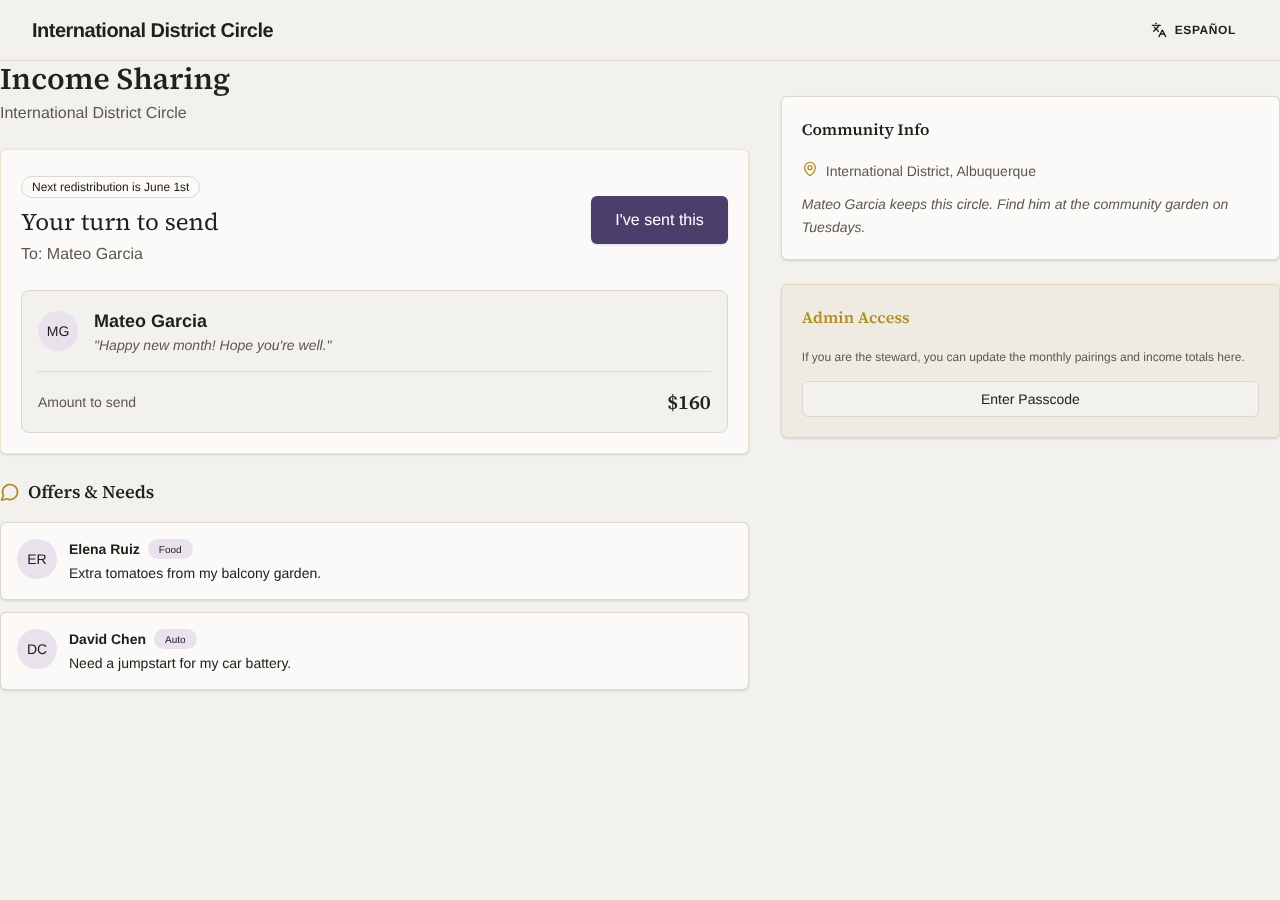 International District Circle
ESPAÑOL
Income Sharing
International District Circle
Next redistribution is June 1st
Your turn to send
To: Mateo Garcia
I've sent this
MG
Mateo Garcia
"Happy new month! Hope you're well."
Amount to send
$160
Offers & Needs
ER
Elena Ruiz
Food
Extra tomatoes from my balcony garden.
DC
David Chen
Auto
Need a jumpstart for my car battery.
Community Info
International District, Albuquerque
Mateo Garcia keeps this circle. Find him at the community garden on
Tuesdays.
Admin Access
If you are the steward, you can update the monthly pairings and income totals here.
Enter Passcode